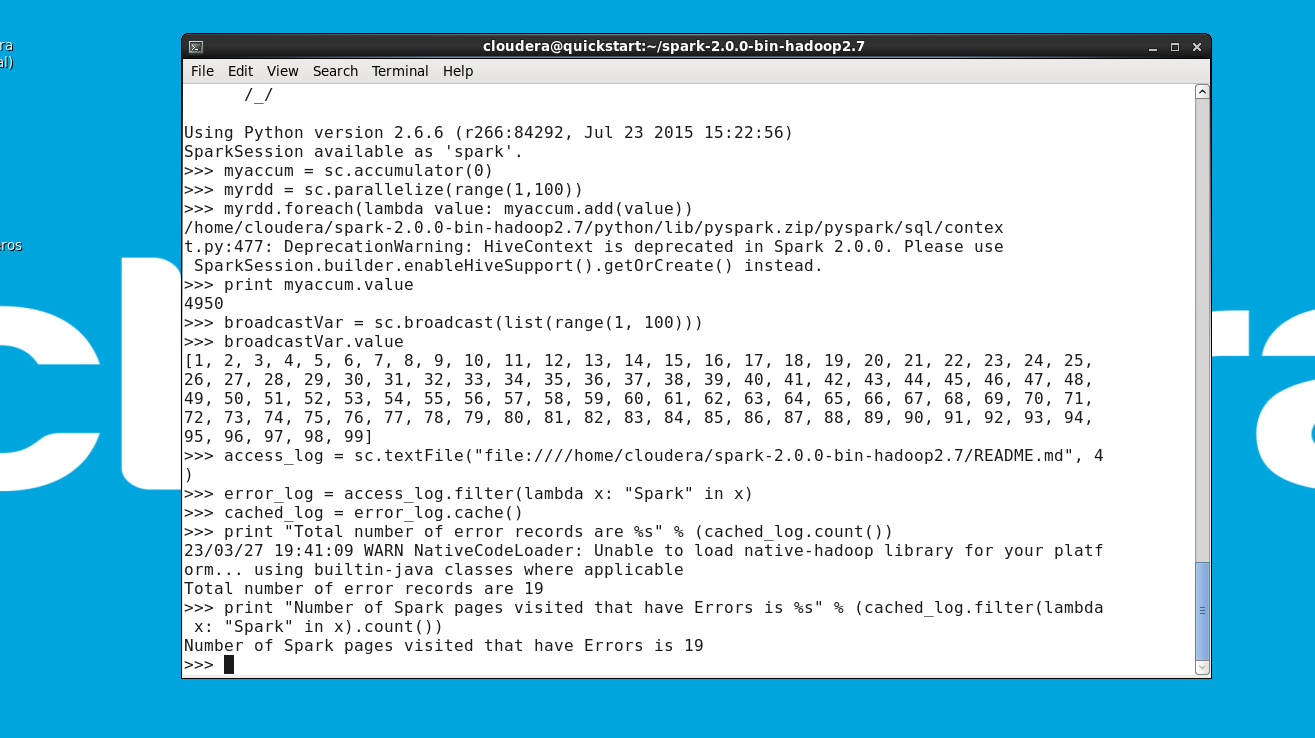 ra
al)
eros
cloudera@quickstart:~/spark-2.0.0-bin-hadoop2.7
File Edit View Search Terminal Help
/_/
Using Python version 2.6.6 (r266:84292, Jul 23 2015 15:22:56)
SparkSession available as 'spark'.
>>> myaccum = sc.accumulator(0)
>>> myrdd = sc.parallelize(range(1,100))
>>> myrdd.foreach(lambda value: myaccum.add(value))
/home/cloudera/spark-2.0.0-bin-hadoop2.7/python/lib/pyspark.zip/pyspark/sql/contex
t.py:477: DeprecationWarning: HiveContext is deprecated in Spark 2.0.0. Please use
 SparkSession.builder.enableHiveSupport().getOrCreate() instead.
>>> print myaccum.value
4950
>>> broadcastVar = sc.broadcast(list(range(1, 100)))
>>> broadcastVar.value
[1, 2, 3, 4, 5, 6, 7, 8, 9, 10, 11, 12, 13, 14, 15, 16, 17, 18, 19, 20, 21, 22, 23, 24, 25,
26, 27, 28, 29, 30, 31, 32, 33, 34, 35, 36, 37, 38, 39, 40, 41, 42, 43, 44, 45, 46, 47, 48,
49, 50, 51, 52, 53, 54, 55, 56, 57, 58, 59, 60, 61, 62, 63, 64, 65, 66, 67, 68, 69, 70, 71,
72, 73, 74, 75, 76, 77, 78, 79, 80, 81, 82, 83, 84, 85, 86, 87, 88, 89, 90, 91, 92, 93, 94,
95, 96, 97, 98, 99]
>>> access_log = sc.textFile("file:////home/cloudera/spark-2.0.0-bin-hadoop2.7/README.md", 4
)
>>> error_log = access_log.filter(lambda x: "Spark" in x)
>>> cached_log = error_log.cache()
>>> print "Total number of error records are %s" % (cached_log.count())
23/03/27 19:41:09 WARN NativeCodeLoader: Unable to load native-hadoop library for your platf
orm... using builtin-java classes where applicable
Total number of error records are 19
>>> print "Number of Spark pages visited that have Errors is %s" % (cached_log.filter(lambda
 x: "Spark" in x).count())
Number of Spark pages visited that have Errors is 19
>>>